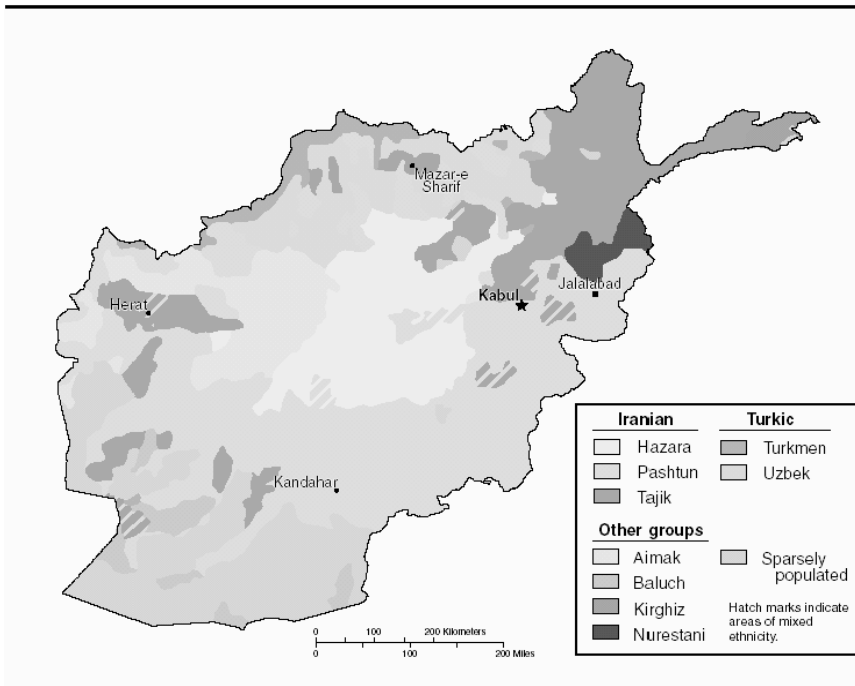 Mazar-e
Sharif
Herat
Kabul
Jalalabad
Kandahar
Iranian
Hazara
Pashtun
Tajik
Turkic
Turkmen
Uzbek
Other groups
Aimak
Baluch
Kirghiz
Nurestani
Sparsely
populated
Hatch marks indicate
areas of mixed
ethnicity.
0 100 200 Kilometers
0 100 200 Miles